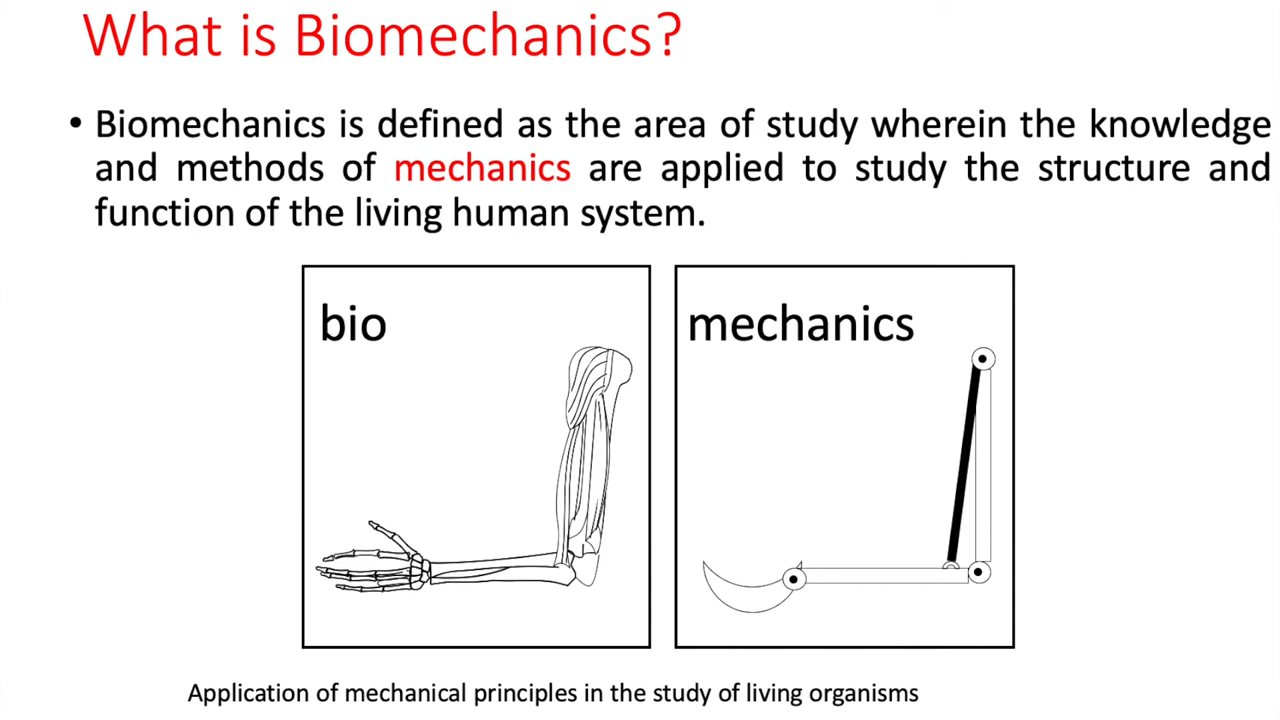 What is Biomechanics?
• Biomechanics is defined as the area of study wherein the knowledge
and methods of mechanics are applied to study the structure and
function of the living human system.
bio
mechanics
Application of mechanical principles in the study of living organisms